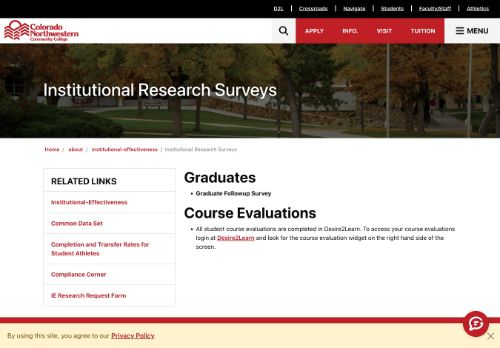 D2L Crossroads Navigate Students Faculty/Staff Athletics
Colorado
Northwestern
Community College
APPLY INFO. VISIT TUITION MENU
Institutional Research Surveys
Home / about / institutional-effectiveness / Institutional Research Surveys
RELATED LINKS
Institutional-Effectiveness
Common Data Set
Completion and Transfer Rates for
Student Athletes
Compliance Corner
IE Research Request Form
Graduates
• Graduate Followup Survey
Course Evaluations
• All student course evaluations are completed in Desire2Learn. To access your course evaluations
login at Desire2Learn and look for the course evaluation widget on the right hand side of the
screen.
By using this site, you agree to our Privacy Policy